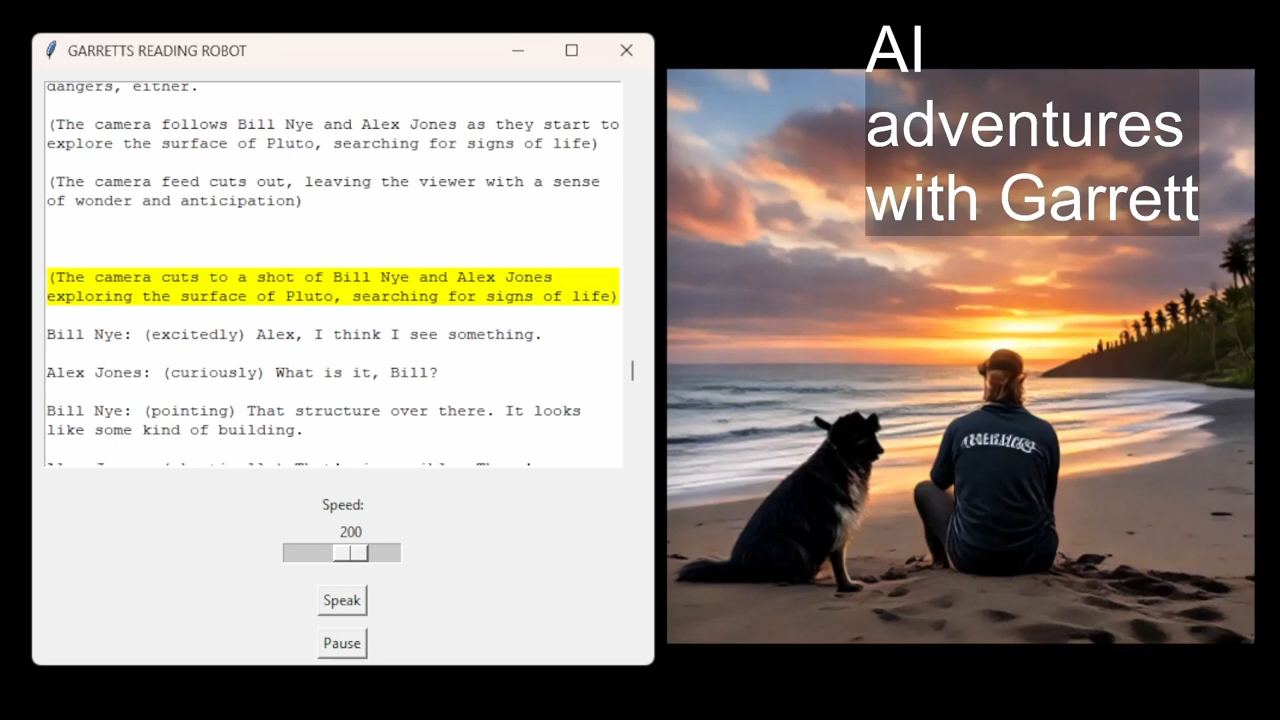 GARRETTS READING ROBOT
dangers, either.
(The camera follows Bill Nye and Alex Jones as they start to
explore the surface of Pluto, searching for signs of life)
(The camera feed cuts out, leaving the viewer with a sense
of wonder and anticipation)
(The camera cuts to a shot of Bill Nye and Alex Jones
exploring the surface of Pluto, searching for signs of life)
Bill Nye: (excitedly) Alex, I think I see something.
Alex Jones: (curiously) What is it, Bill?
Bill Nye: (pointing) That structure over there. It looks
like some kind of building.
Speed:
200
Speak
Pause
AI
adventures
with Garrett